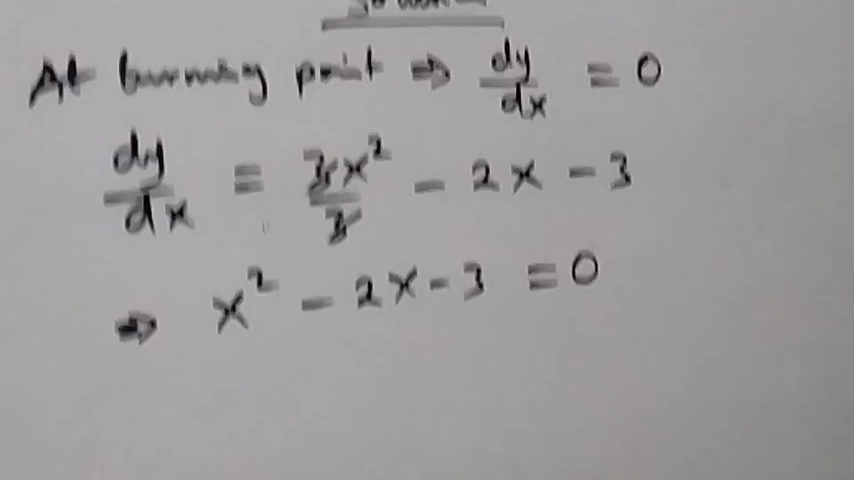 At turning point ⇒ dy/dx = 0
dy/dx = 3x²/3 - 2x - 3
⇒ x² - 2x - 3 = 0